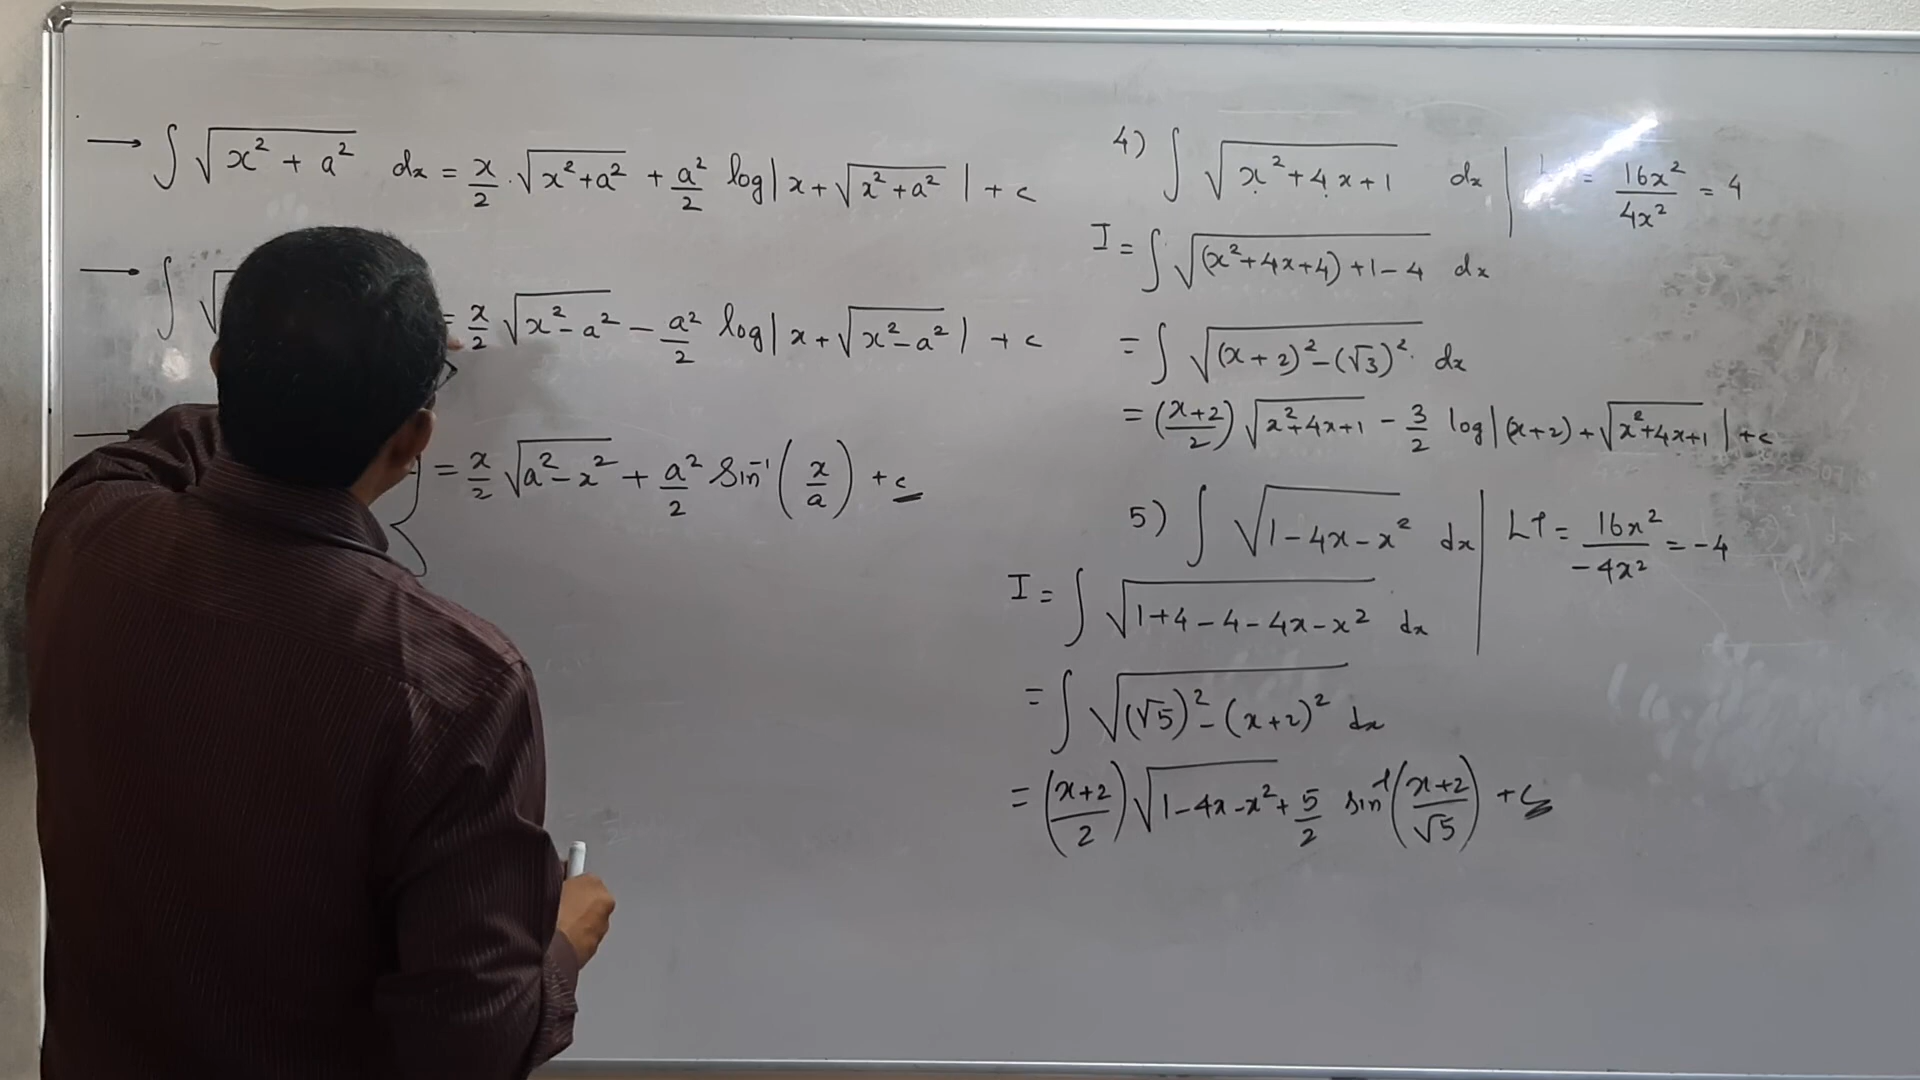 → ∫ √(x² + a²) dx = x/2 · √(x²+a²) + a²/2 log|x+√(x²+a²)| + c
→ ∫ √ = x/2 √(x²-a²) - a²/2 log|x+√(x²-a²)| + c
= x/2 √(a²-x²) + a²/2 Sin⁻¹(x/a) + c
4) ∫ √(x²+4x+1) dx | = 16x²/4x² = 4
I = ∫ √((x²+4x+4)+1-4) dx
= ∫ √((x+2)²-(√3)²) dx
= ((x+2)/2) √(x²+4x+1) - 3/2 log|(x+2)+√(x²+4x+1)| + c
5) ∫ √(1-4x-x²) dx | LT = 16x²/-4x² = -4
I = ∫ √(1+4-4-4x-x²) dx
= ∫ √((√5)²-(x+2)²) dx
= ((x+2)/2) √(1-4x-x²) + 5/2 sin⁻¹((x+2)/√5) + c